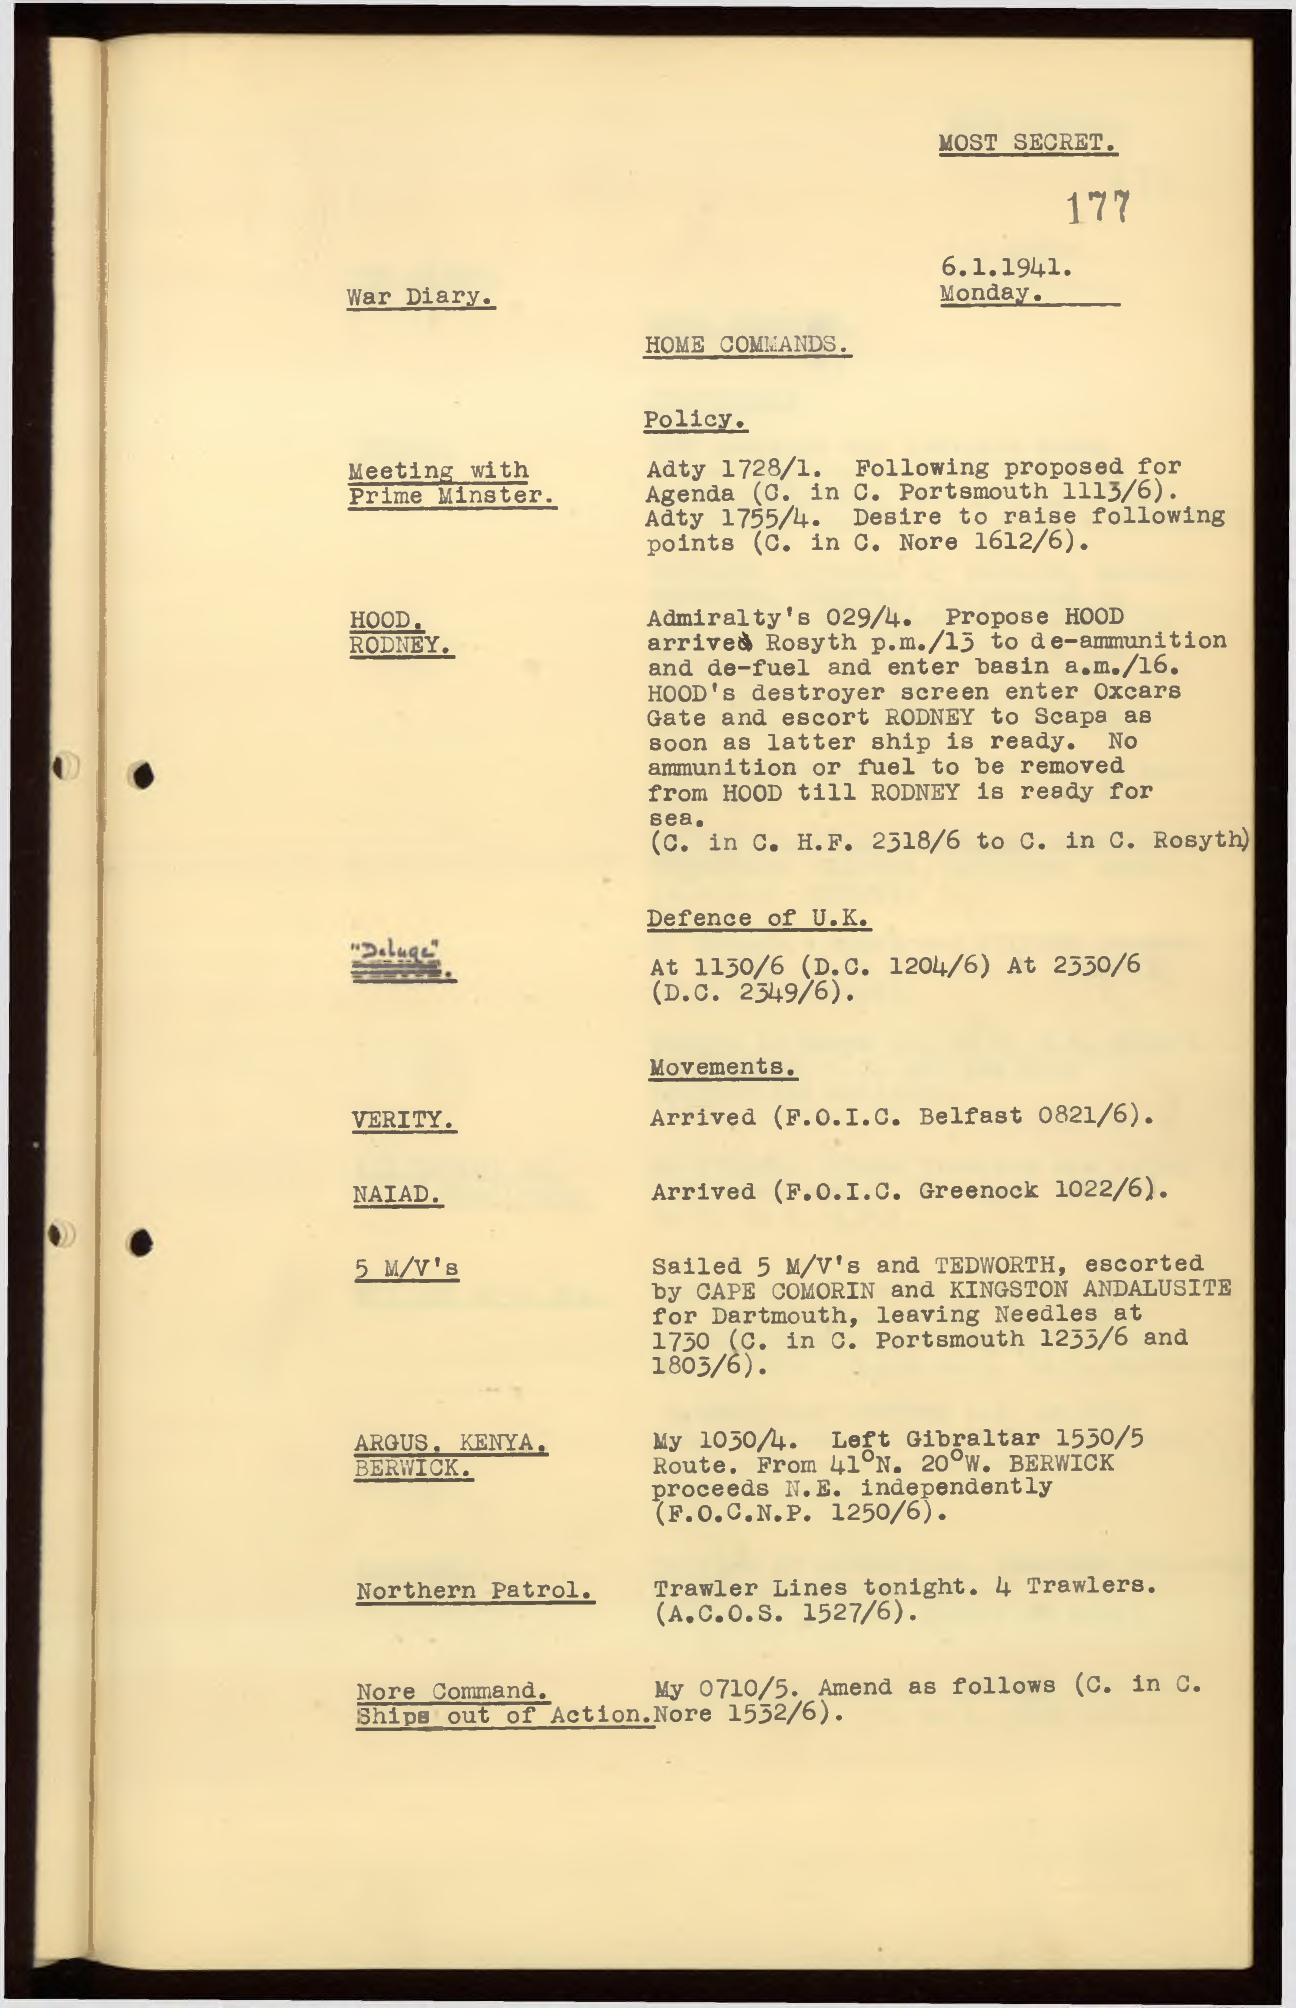 MOST SECRET.
177
6.1.1941.
Monday.
War Diary.
HOME COMMANDS.
Policy.
Meeting with
Prime Minster.
Adty 1728/1.  Following proposed for
Agenda (C. in C. Portsmouth 1113/6).
Adty 1755/4.  Desire to raise following
points (C. in C. Nore 1612/6).
HOOD.
RODNEY.
Admiralty's 029/4.  Propose HOOD
arrives Rosyth p.m./13 to de-ammunition
and de-fuel and enter basin a.m./16.
HOOD's destroyer screen enter Oxcars
Gate and escort RODNEY to Scapa as
soon as latter ship is ready.  No
ammunition or fuel to be removed
from HOOD till RODNEY is ready for
sea.
(C. in C. H.F. 2318/6 to C. in C. Rosyth)
Defence of U.K.
"Deluge"
At 1130/6 (D.C. 1204/6) At 2330/6
(D.C. 2349/6).
Movements.
VERITY.
Arrived (F.O.I.C. Belfast 0821/6).
NAIAD.
Arrived (F.O.I.C. Greenock 1022/6).
5 M/V's
Sailed 5 M/V's and TEDWORTH, escorted
by CAPE COMORIN and KINGSTON ANDALUSITE
for Dartmouth, leaving Needles at
1730 (C. in C. Portsmouth 1233/6 and
1803/6).
ARGUS. KENYA.
BERWICK.
My 1030/4.  Left Gibraltar 1530/5
Route. From 41°N. 20°W. BERWICK
proceeds N.E. independently
(F.O.C.N.P. 1250/6).
Northern Patrol.
Trawler Lines tonight. 4 Trawlers.
(A.C.O.S. 1527/6).
Nore Command.
Ships out of Action.
My 0710/5. Amend as follows (C. in C.
Nore 1532/6).